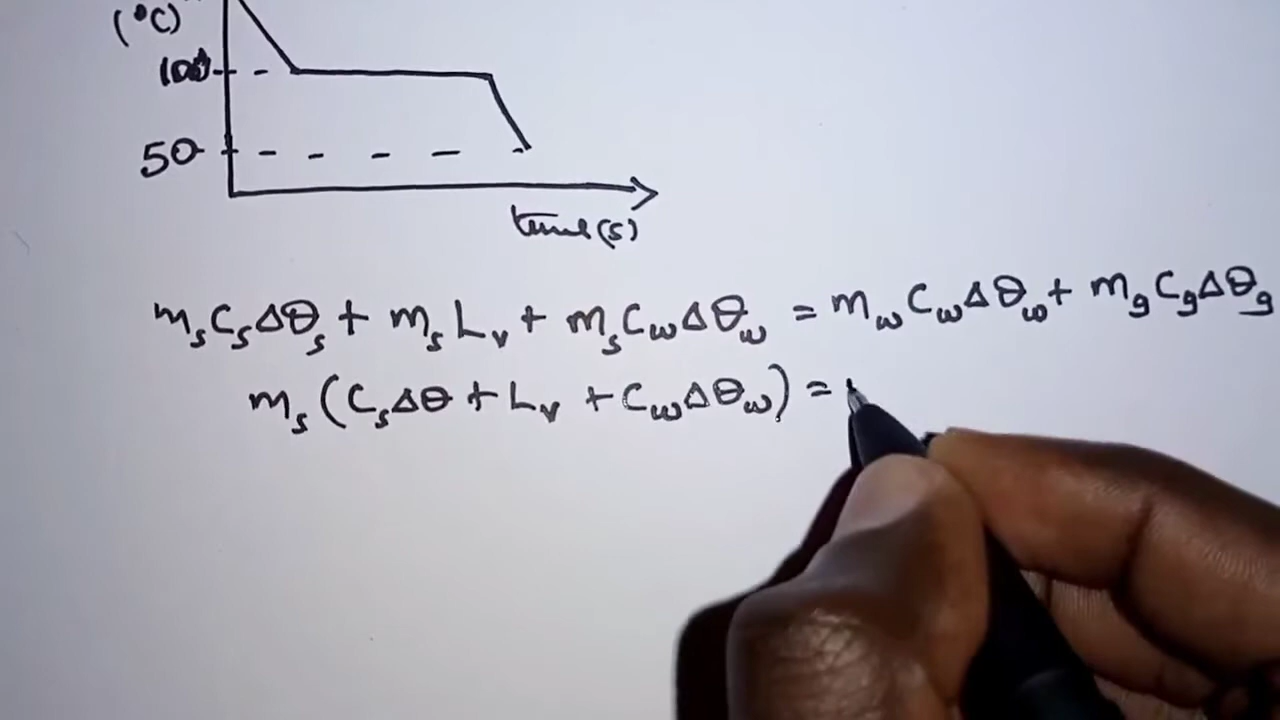 (°C)
100
50
time(s)
m_s C_s Δθ_s + m_s L_v + m_s C_w Δθ_w = m_w C_w Δθ_w + m_g C_g Δθ_g
m_s (C_s Δθ + L_v + C_w Δθ_w) =